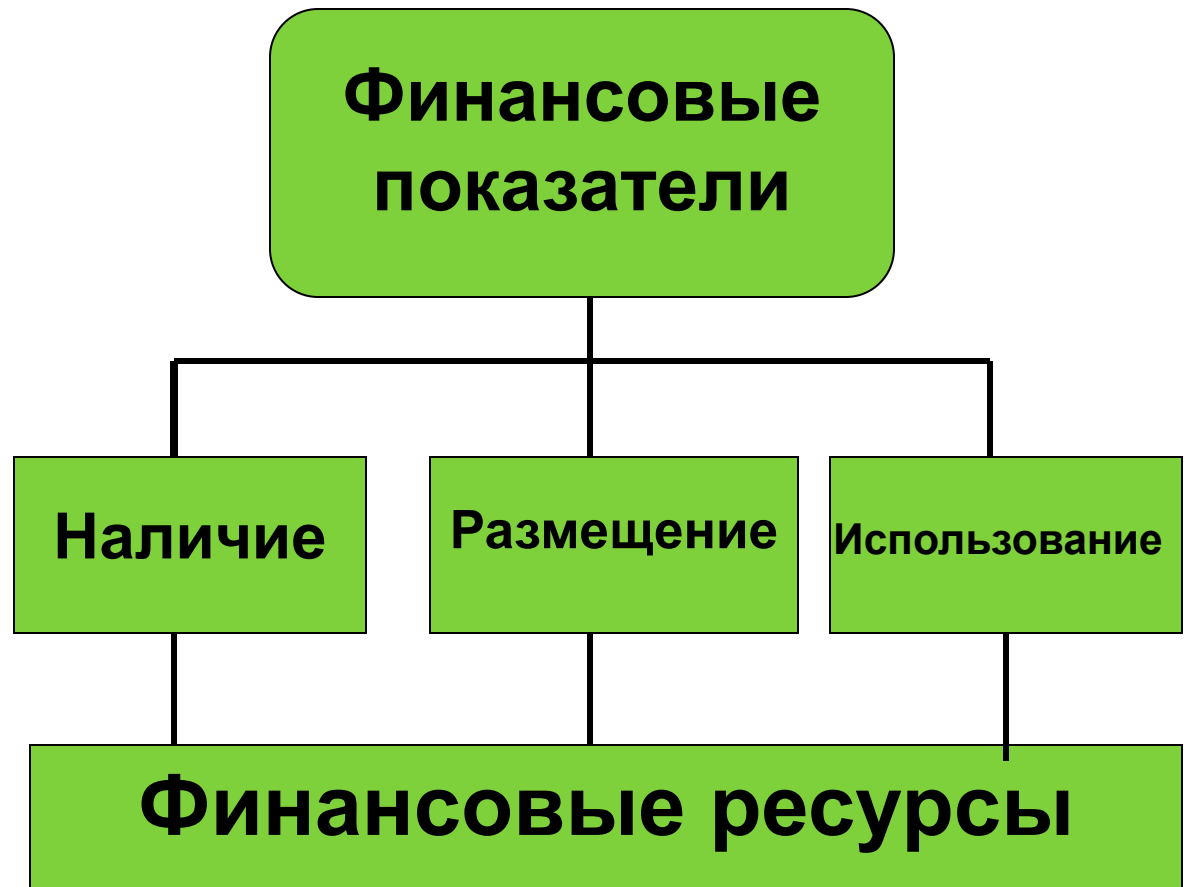 Финансовые
показатели
Наличие
Размещение
Использование
Финансовые ресурсы